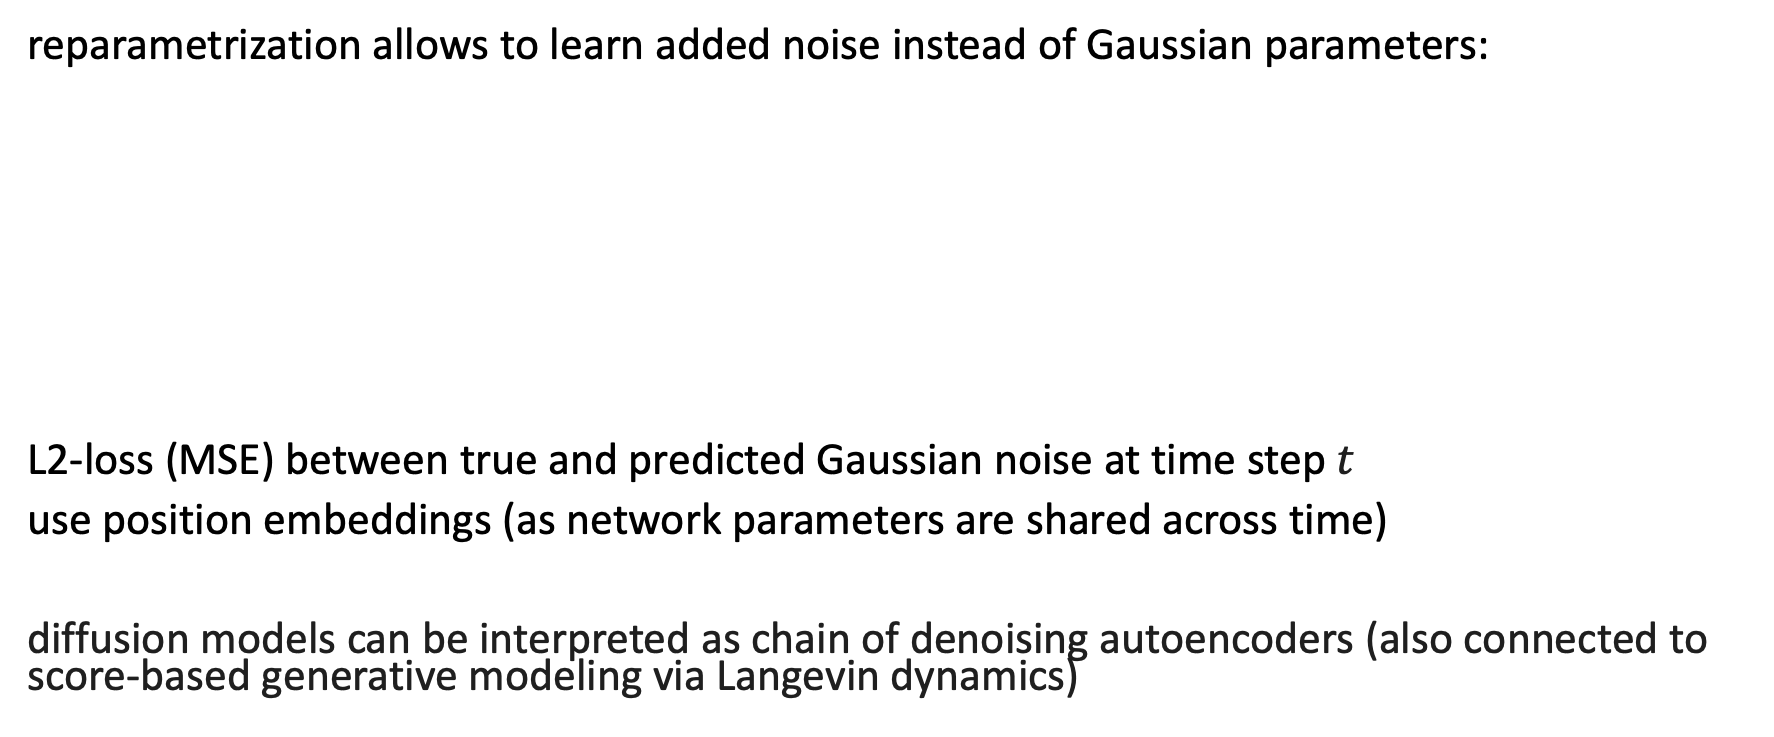 reparametrization allows to learn added noise instead of Gaussian parameters:
L2-loss (MSE) between true and predicted Gaussian noise at time step t
use position embeddings (as network parameters are shared across time)
diffusion models can be interpreted as chain of denoising autoencoders (also connected to
score-based generative modeling via Langevin dynamics)